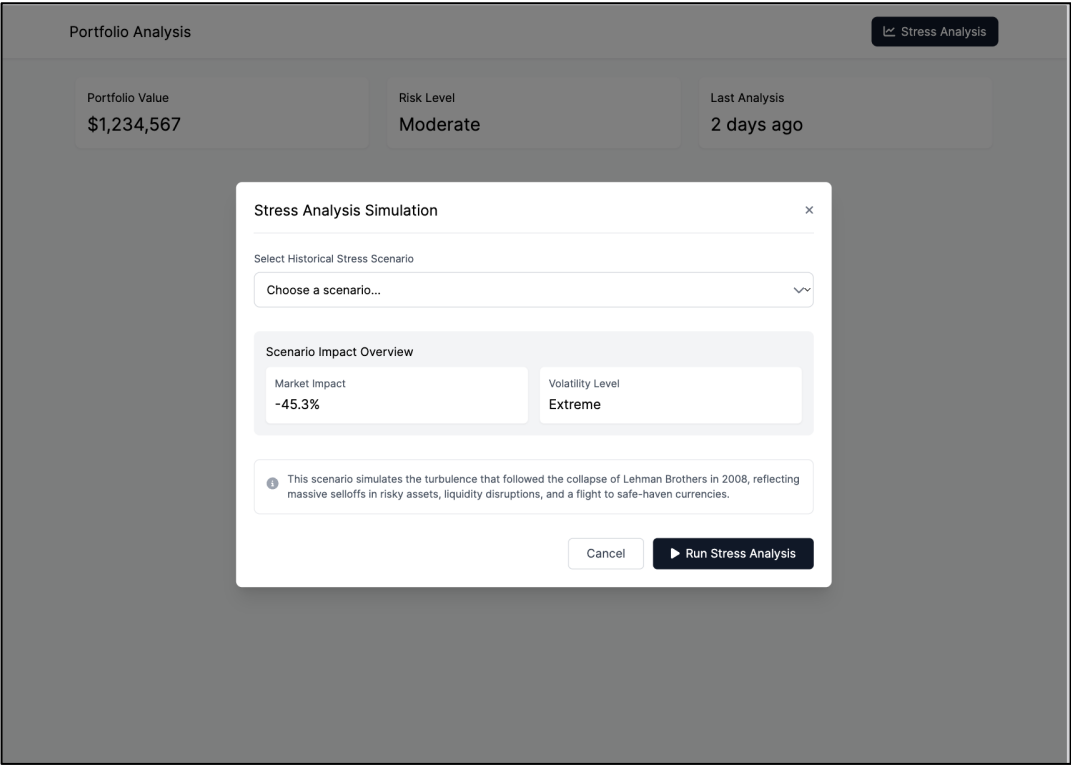 Portfolio Analysis
Stress Analysis
Portfolio Value
$1,234,567
Risk Level
Moderate
Last Analysis
2 days ago
Stress Analysis Simulation
Select Historical Stress Scenario
Choose a scenario...
Scenario Impact Overview
Market Impact
-45.3%
Volatility Level
Extreme
This scenario simulates the turbulence that followed the collapse of Lehman Brothers in 2008, reflecting
massive selloffs in risky assets, liquidity disruptions, and a flight to safe-haven currencies.
Cancel
Run Stress Analysis